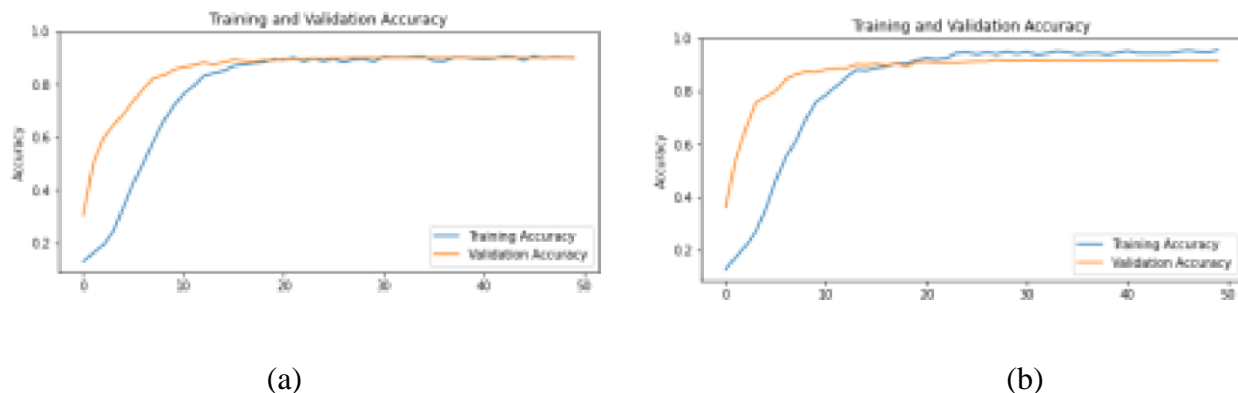 Training and Validation Accuracy
Accuracy
1.0
0.8
0.6
0.4
0.2
0 10 20 30 40 50
Training Accuracy
Validation Accuracy
(a)
Training and Validation Accuracy
Accuracy
1.0
0.8
0.6
0.4
0.2
0 10 20 30 40 50
Training Accuracy
Validation Accuracy
(b)